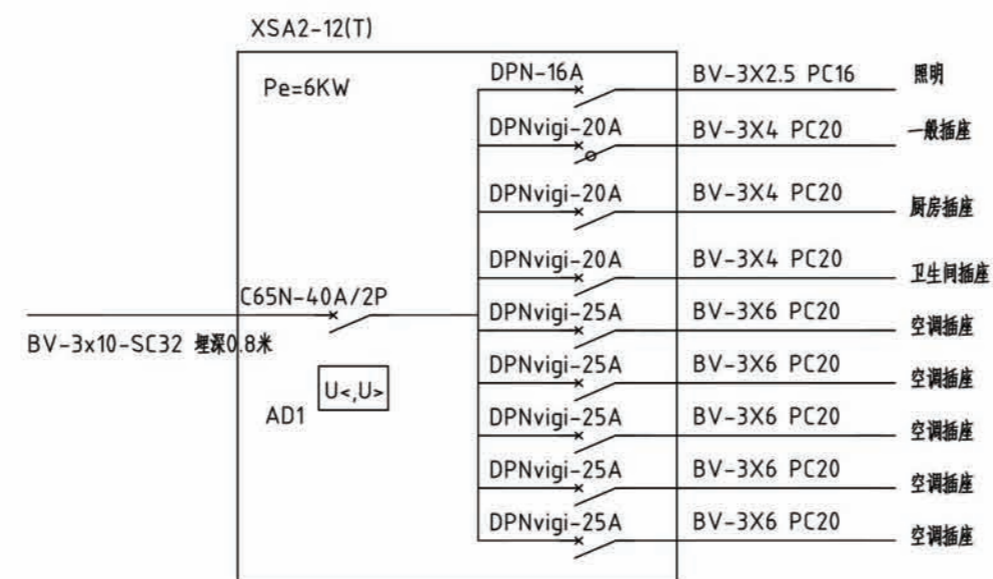 XSA2-12(T)
Pe=6KW
DPN-16A BV-3X2.5 PC16 照明
DPNvigi-20A BV-3X4 PC20 一般插座
DPNvigi-20A BV-3X4 PC20 厨房插座
DPNvigi-20A BV-3X4 PC20 卫生间插座
C65N-40A/2P
DPNvigi-25A BV-3X6 PC20 空调插座
BV-3x10-SC32 埋深0.8米
DPNvigi-25A BV-3X6 PC20 空调插座
U<,U>
AD1
DPNvigi-25A BV-3X6 PC20 空调插座
DPNvigi-25A BV-3X6 PC20 空调插座
DPNvigi-25A BV-3X6 PC20 空调插座